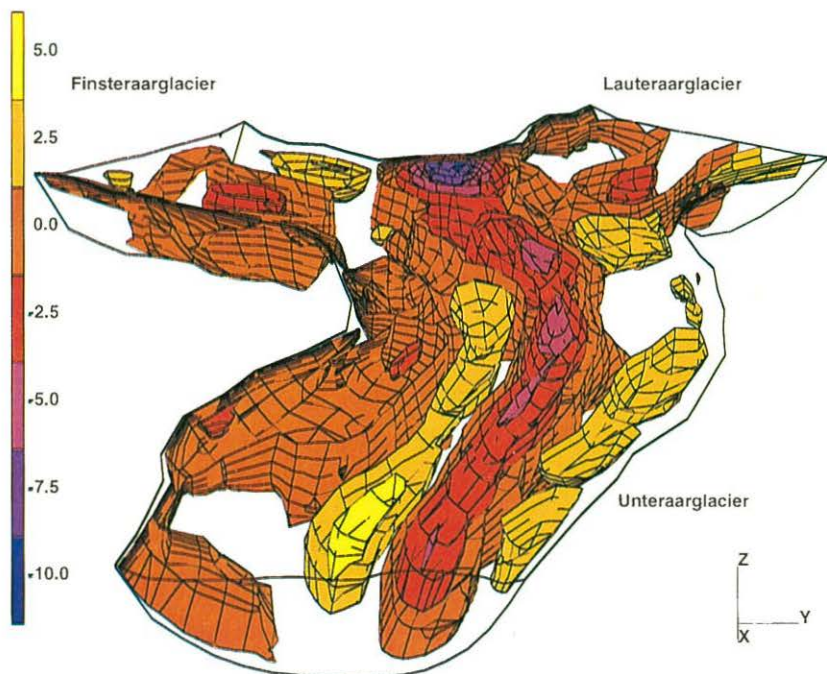 Finsteraarglacier
Lauteraarglacier
5.0
2.5
0.0
-2.5
-5.0
-7.5
-10.0
Unteraarglacier
Z
Y
X